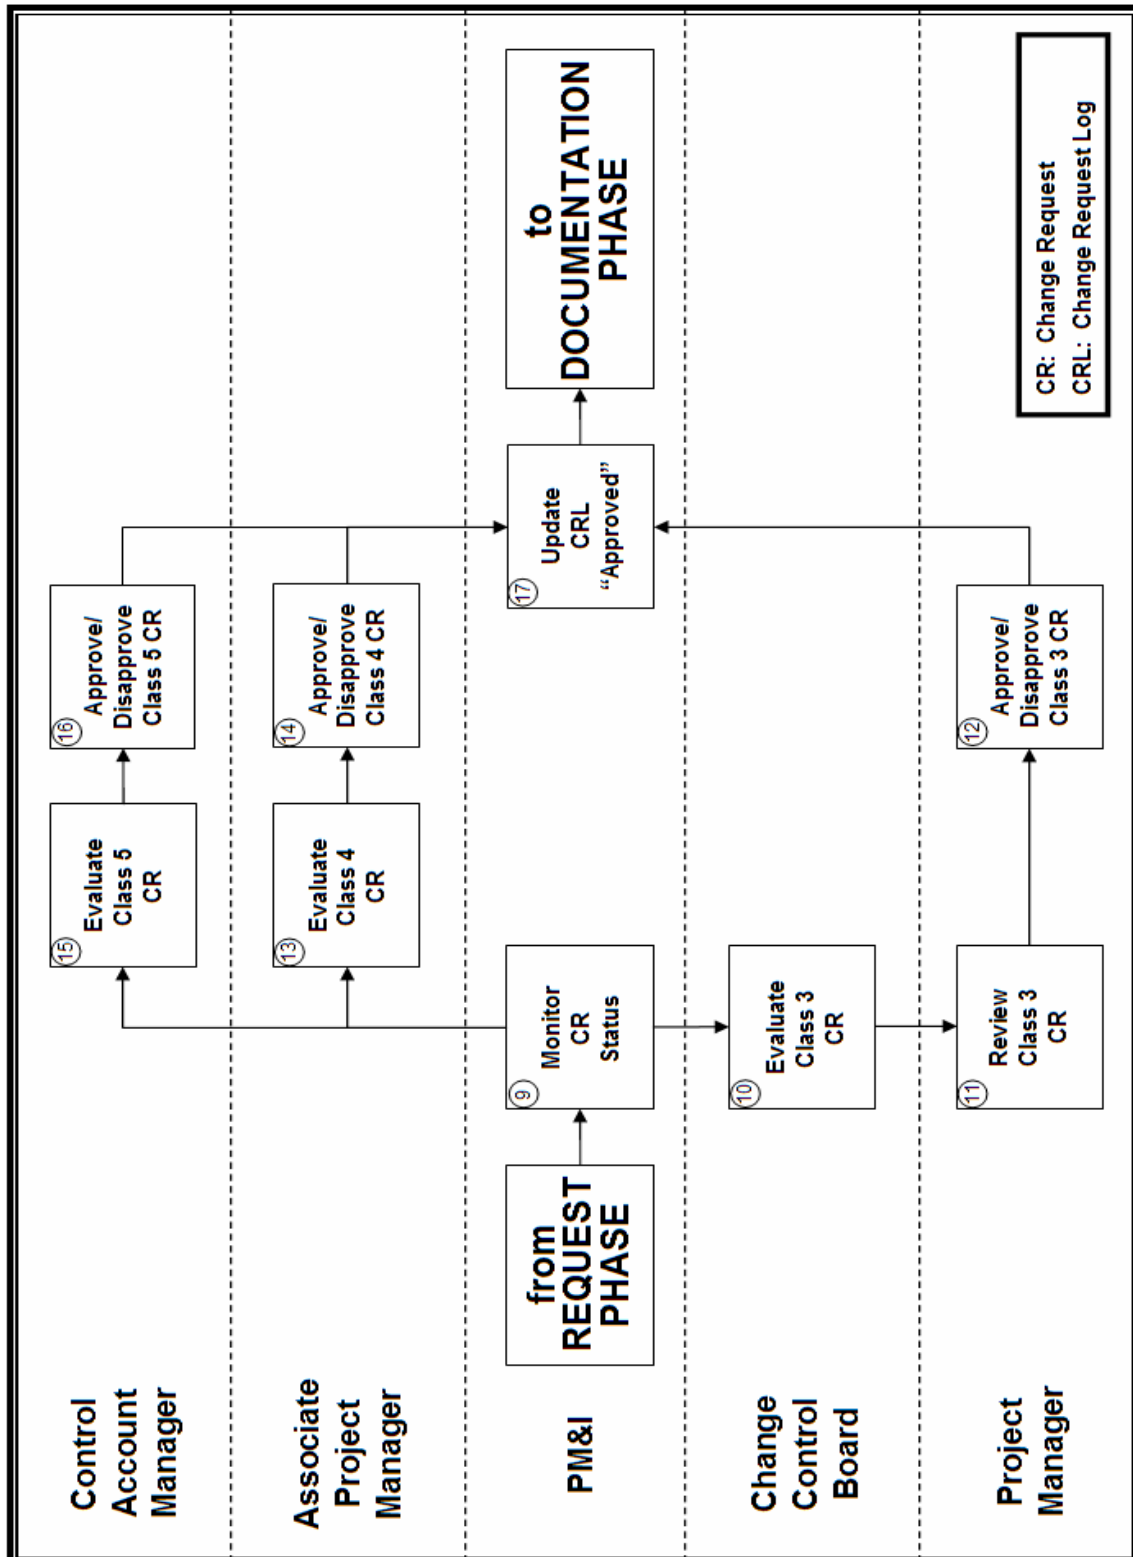 Control
Account
Manager
15
Evaluate
Class 5
CR
16
Approve/
Disapprove
Class 5 CR
Associate
Project
Manager
13
Evaluate
Class 4
CR
14
Approve/
Disapprove
Class 4 CR
PM&I
from
REQUEST
PHASE
9
Monitor
CR
Status
17
Update
CRL
“Approved”
to
DOCUMENTATION
PHASE
Change
Control
Board
10
Evaluate
Class 3
CR
Project
Manager
11
Review
Class 3
CR
12
Approve/
Disapprove
Class 3 CR
CR: Change Request
CRL: Change Request Log